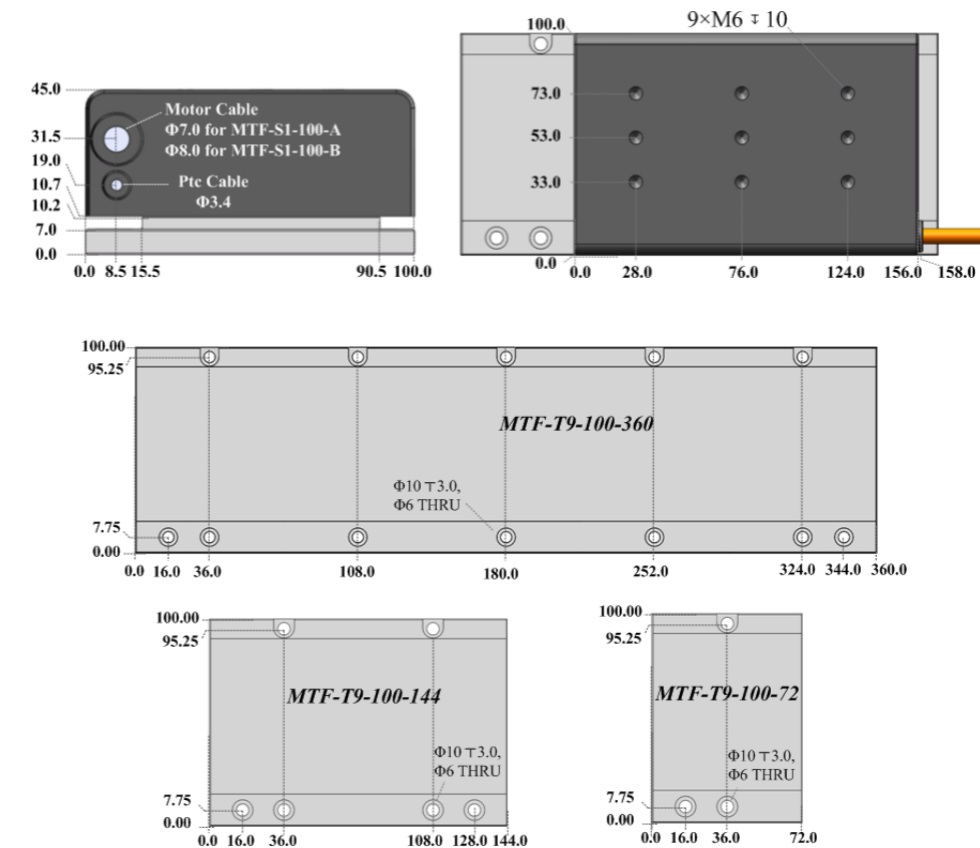 45.0
31.5
19.0
10.7
10.2
7.0
0.0
Motor Cable
Φ7.0 for MTF-S1-100-A
Φ8.0 for MTF-S1-100-B
Ptc Cable
Φ3.4
0.0 8.5 15.5 90.5 100.0
9×M6 ↧ 10
100.0
73.0
53.0
33.0
0.0
0.0 28.0 76.0 124.0 156.0 158.0
100.00
95.25
MTF-T9-100-360
Φ10 ⊤3.0,
Φ6 THRU
7.75
0.00
0.0 16.0 36.0 108.0 180.0 252.0 324.0 344.0 360.0
100.00
95.25
MTF-T9-100-144
Φ10 ⊤3.0,
Φ6 THRU
7.75
0.00
0.0 16.0 36.0 108.0 128.0 144.0
100.00
95.25
MTF-T9-100-72
Φ10 ⊤3.0,
Φ6 THRU
7.75
0.00
0.0 16.0 36.0 72.0